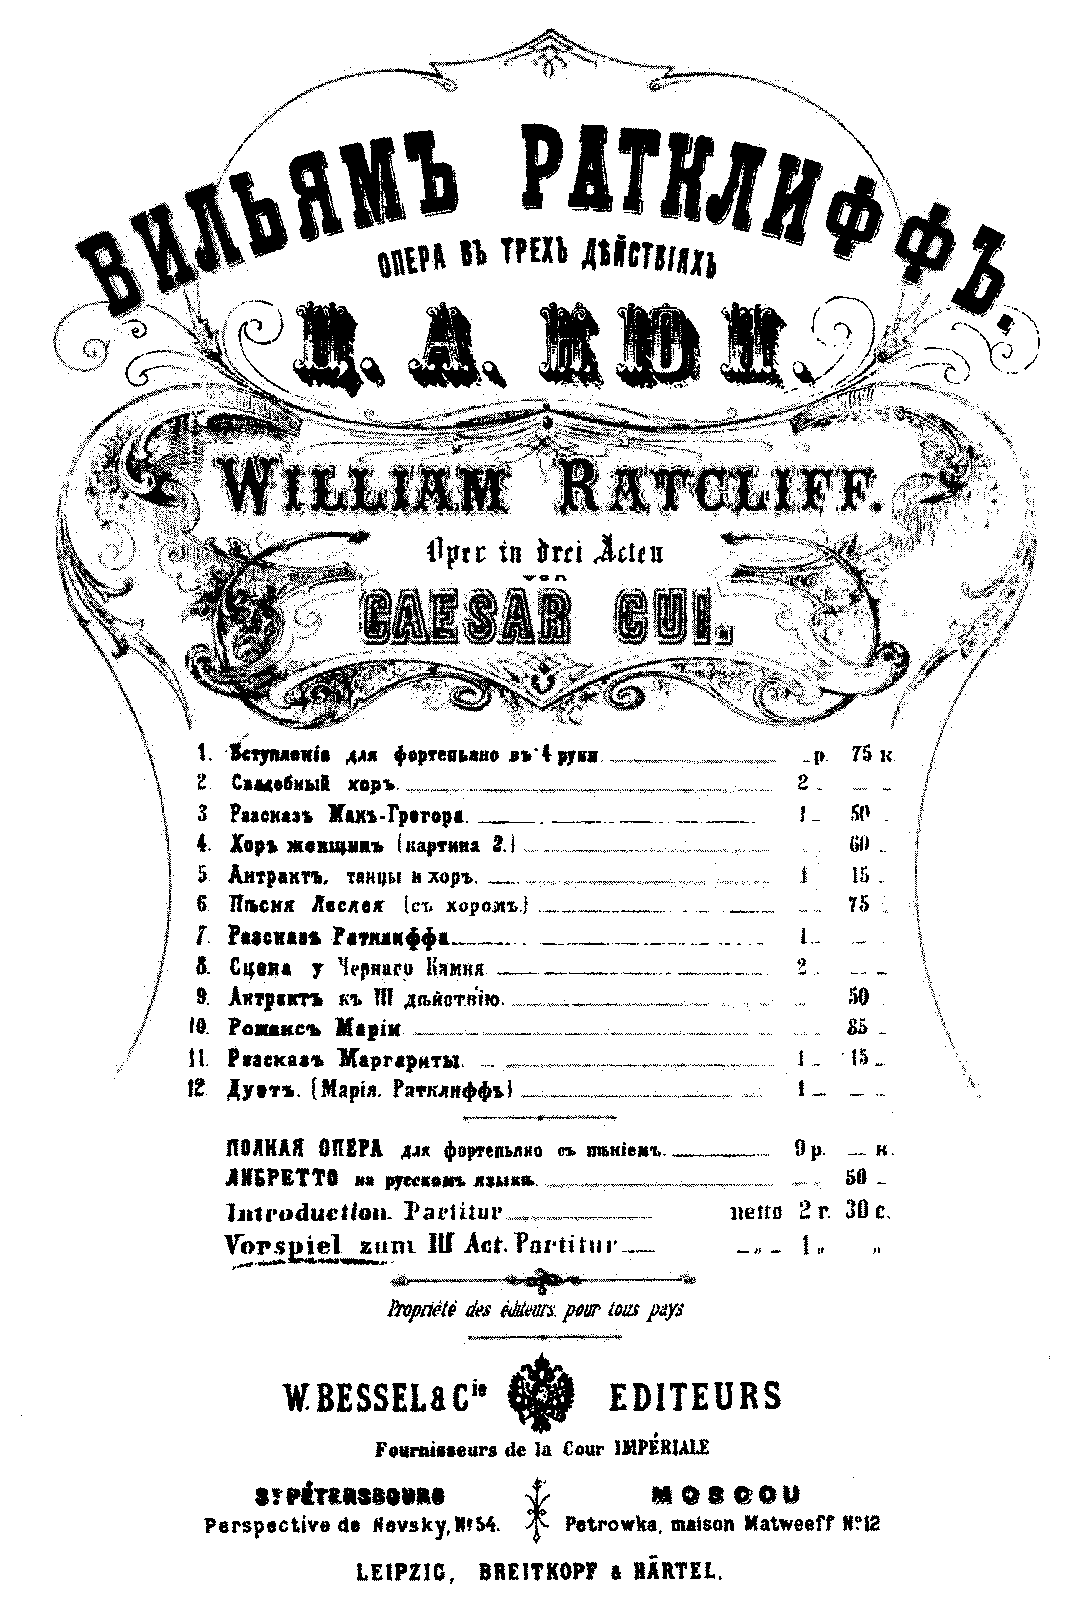 ВИЛЬЯМЪ РАТКЛИФФЪ.
ОПЕРА ВЪ ТРЕХЪ ДѢЙСТВІЯХЪ
Ц. А. КЮИ.
WILLIAM RATCLIFF.
Oper in drei Acten
von
CAESAR CUI.
1. Вступленіе для фортепьяно въ 4 руки. р. 75 к
2 Свадебный хоръ. 2 . _ _
3 Разсказъ Макъ-Грегора. 1 _ 50 .
4. Хоръ женщинъ (картина 2.) 60 _
5 Антрактъ, танцы и хоръ. 1 15 _
6 Пѣсня Леслея (съ хоромъ.) 75
7. Разсказъ Ратклиффа. 1 _ _ _
8. Сцена у Чернаго Камня 2 . _ _
9. Антрактъ къ III дѣйствію. 50
10. Романсъ Маріи 85 _
11. Разсказъ Маргариты. 1 _ 15 _
12 Дуэтъ. (Марія. Ратклиффъ) 1 _ _ _
ПОЛНАЯ ОПЕРА для фортепьяно съ пѣніемъ. 9 р. _ к.
ЛИБРЕТТО на русскомъ языкѣ. 50 _
Introduction. Partitur netto 2 r. 30 c.
Vorspiel zum III Act. Partitur _ „ _ 1 „ „
Propriété des éditeurs. pour tous pays
W. BESSEL & Cie EDITEURS
Fournisseurs de la Cour IMPÉRIALE
ST PÉTERSBOURG MOSCOU
Perspective de Nevsky, Nº 54. Petrowka, maison Matweeff Nº 12
LEIPZIG, BREITKOPF & HÄRTEL.